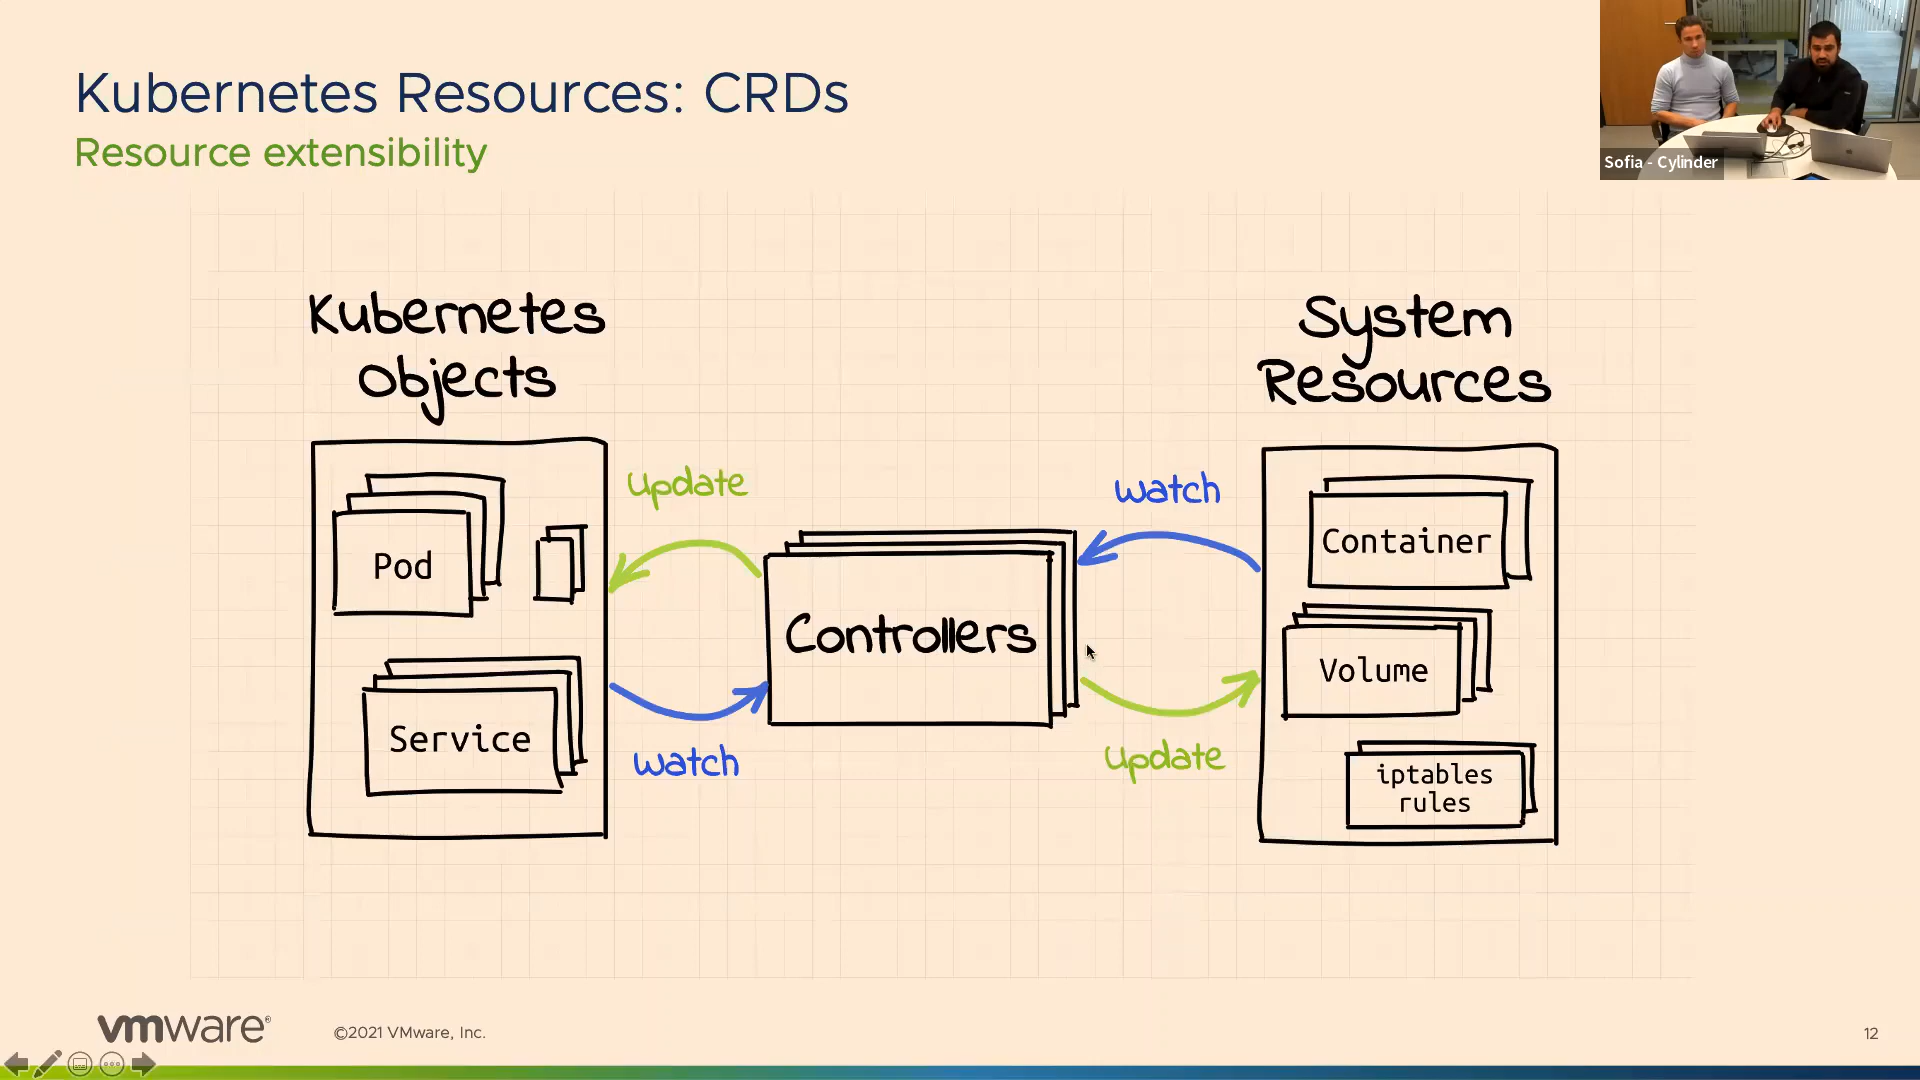 Kubernetes Resources: CRDs
Resource extensibility
Sofia - Cylinder
Kubernetes
Objects
System
Resources
Update
Watch
Pod
Container
Controllers
Volume
Service
Watch
Update
iptables
rules
vmware®
©2021 VMware, Inc.
12